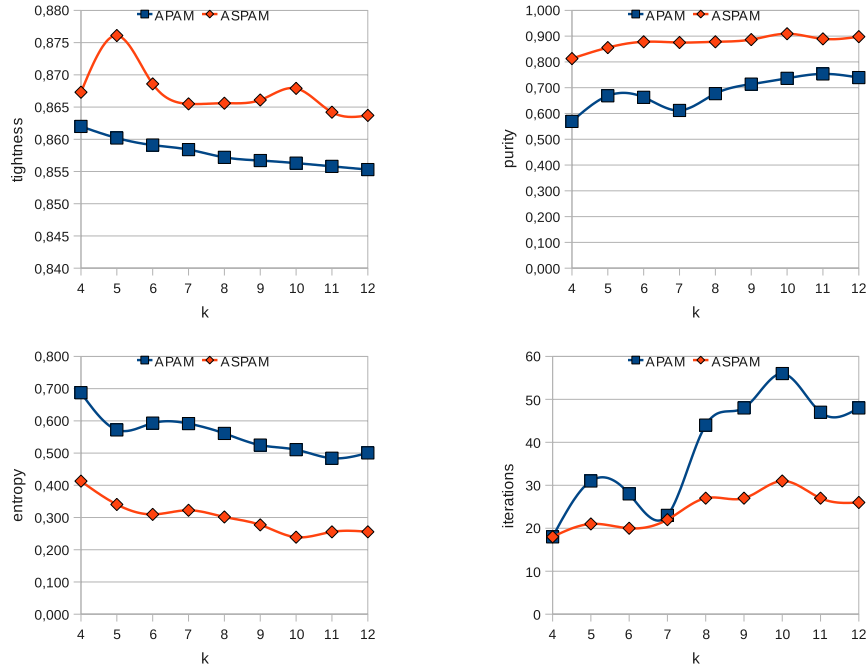 APAM ASPAM
0,880
0,875
0,870
0,865
0,860
0,855
0,850
0,845
0,840
tightness
4 5 6 7 8 9 10 11 12
k
APAM ASPAM
1,000
0,900
0,800
0,700
0,600
0,500
0,400
0,300
0,200
0,100
0,000
purity
4 5 6 7 8 9 10 11 12
k
APAM ASPAM
0,800
0,700
0,600
0,500
0,400
0,300
0,200
0,100
0,000
entropy
4 5 6 7 8 9 10 11 12
k
APAM ASPAM
60
50
40
30
20
10
0
iterations
4 5 6 7 8 9 10 11 12
k